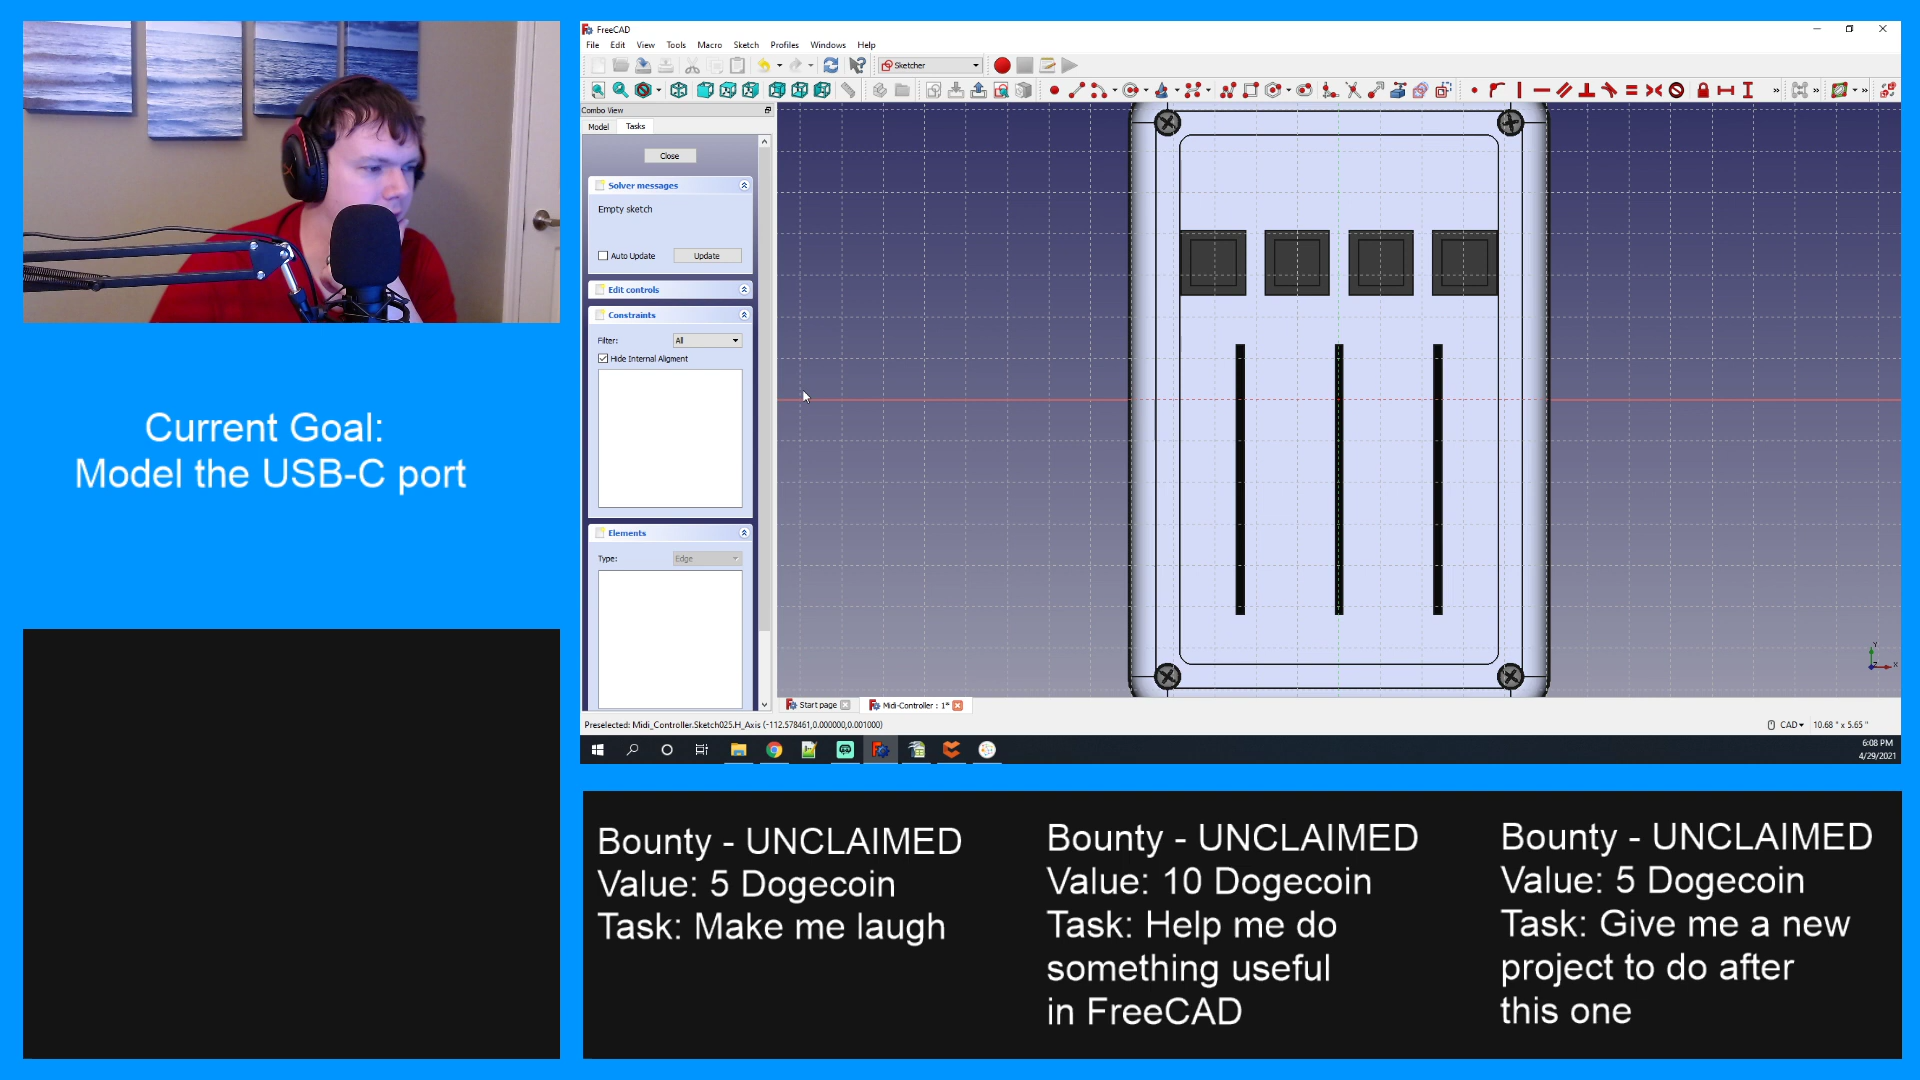 FreeCAD
File Edit View Tools Macro Sketch Profiles Windows Help
Sketcher
Combo View
Model Tasks
Close
Solver messages
Empty sketch
Auto Update Update
Edit controls
Constraints
Filter: All
Hide Internal Aligment
Elements
Type: Edge
Start page Midi-Controller : 1*
Preselected: Midi_Controller.Sketch025.H_Axis (-112.578461,0.000000,0.001000)
CAD 10.68 " x 5.65 "
6:08 PM
4/29/2021
Current Goal:
Model the USB-C port
Bounty - UNCLAIMED
Value: 5 Dogecoin
Task: Make me laugh
Bounty - UNCLAIMED
Value: 10 Dogecoin
Task: Help me do
something useful
in FreeCAD
Bounty - UNCLAIMED
Value: 5 Dogecoin
Task: Give me a new
project to do after
this one